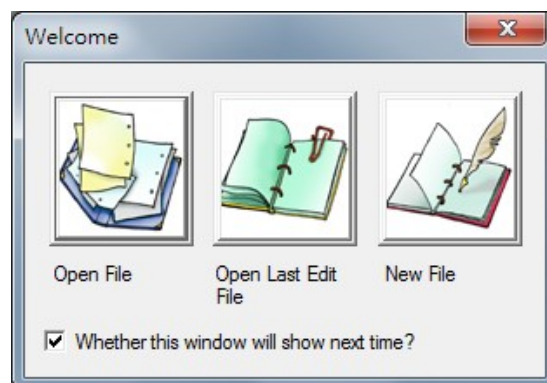 Welcome
Open File
Open Last Edit
File
New File
Whether this window will show next time?